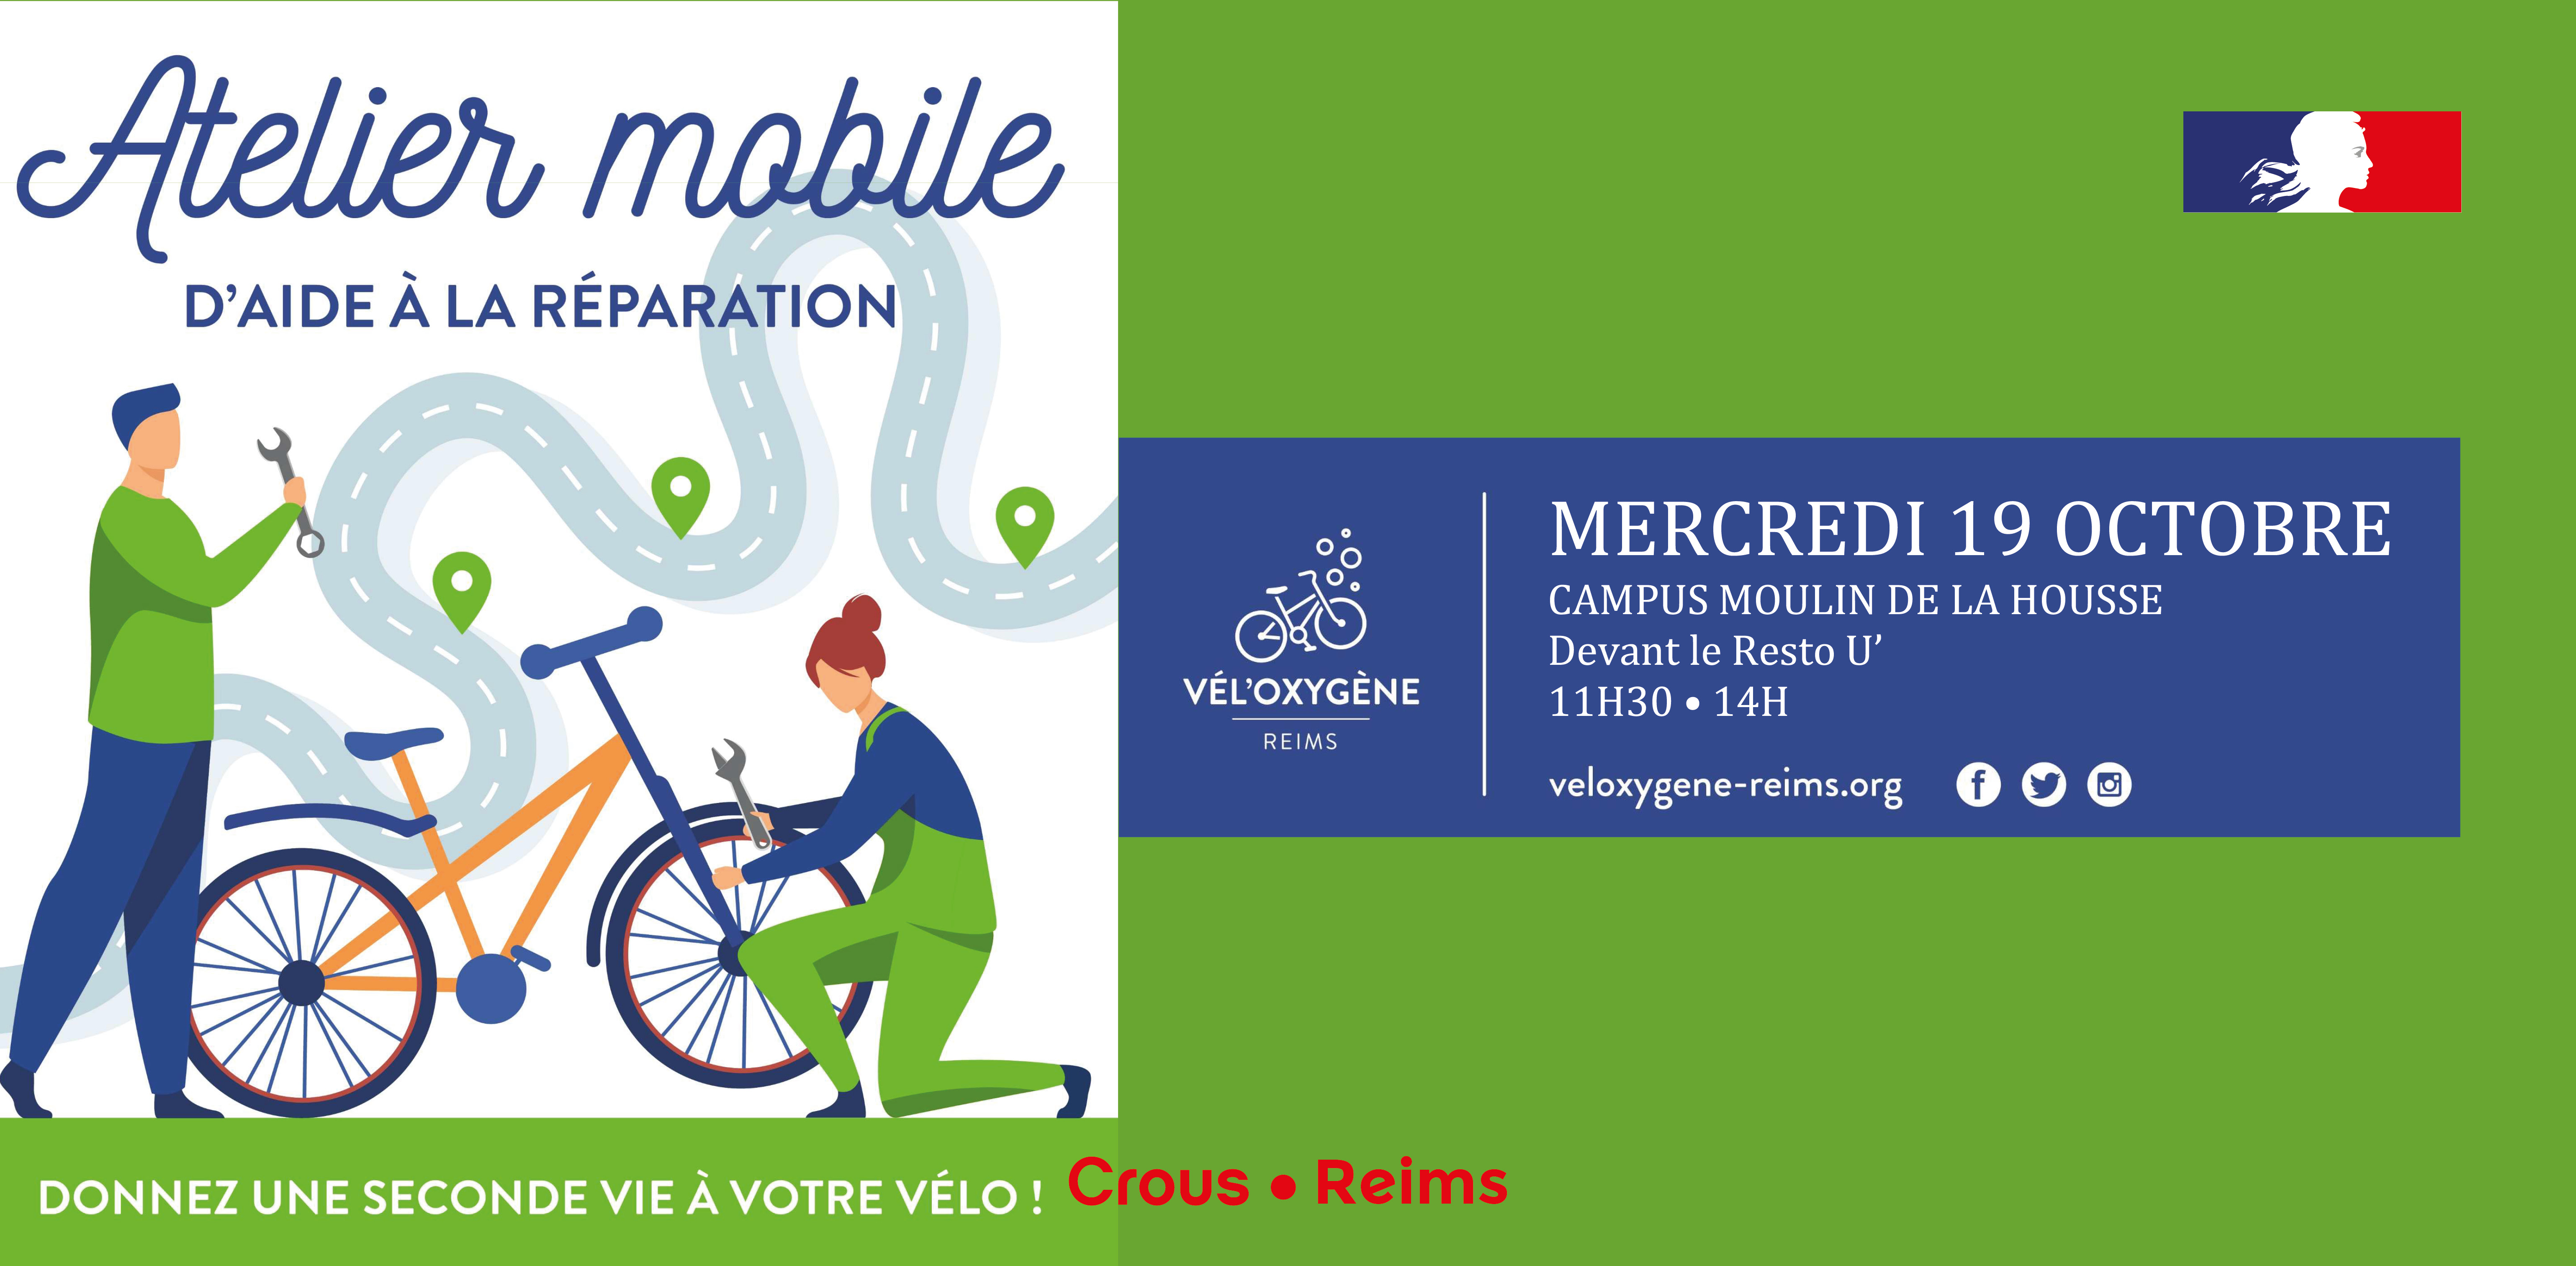 Atelier mobile
D'AIDE À LA RÉPARATION
MERCREDI 19 OCTOBRE
CAMPUS MOULIN DE LA HOUSSE
Devant le Resto U’
11H30 • 14H
veloxygene-reims.org
VÉL'OXYGÈNE
REIMS
DONNEZ UNE SECONDE VIE À VOTRE VÉLO !
Crous • Reims